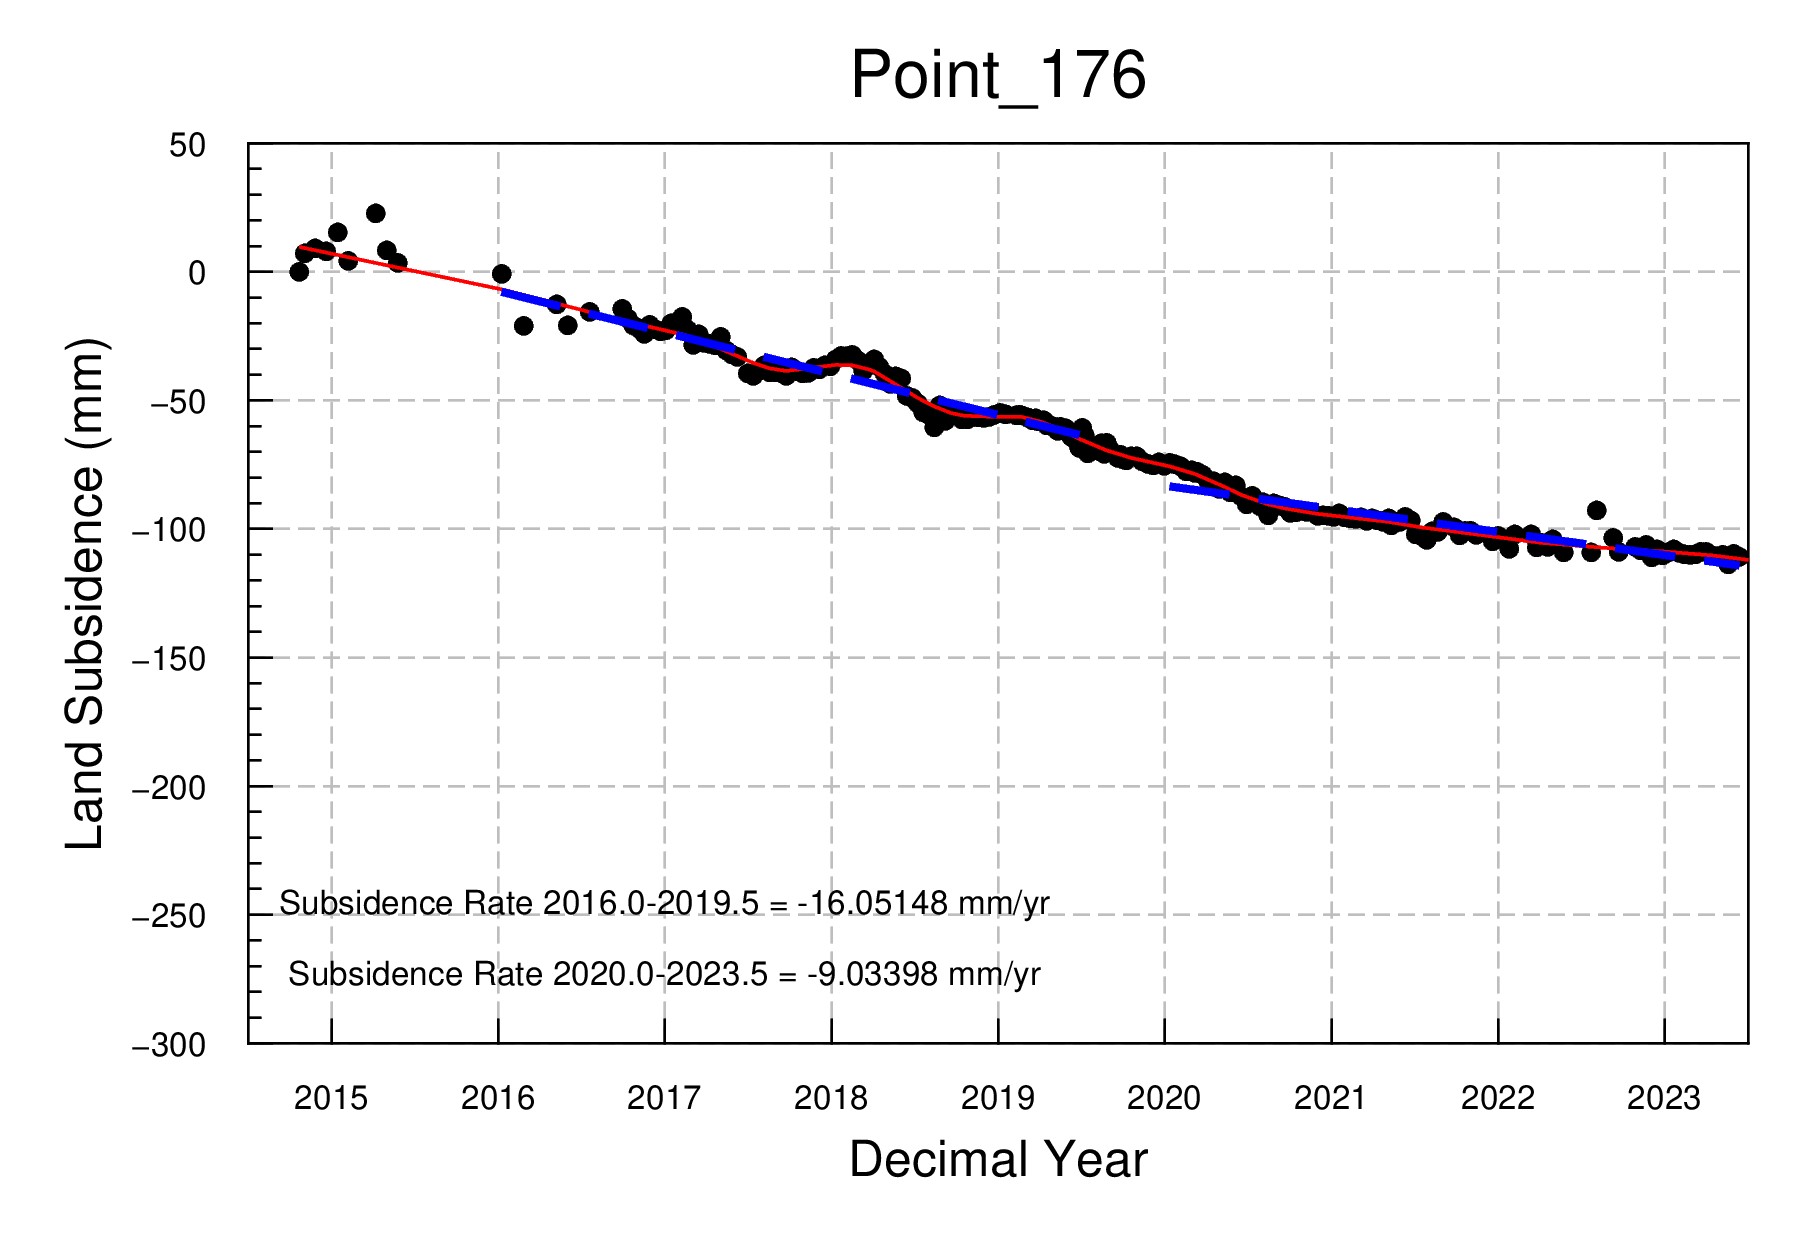 Point_176
50
0
−50
−100
−150
−200
−250
−300
Land Subsidence (mm)
Subsidence Rate 2016.0-2019.5 = -16.05148 mm/yr
Subsidence Rate 2020.0-2023.5 = -9.03398 mm/yr
2015 2016 2017 2018 2019 2020 2021 2022 2023
Decimal Year